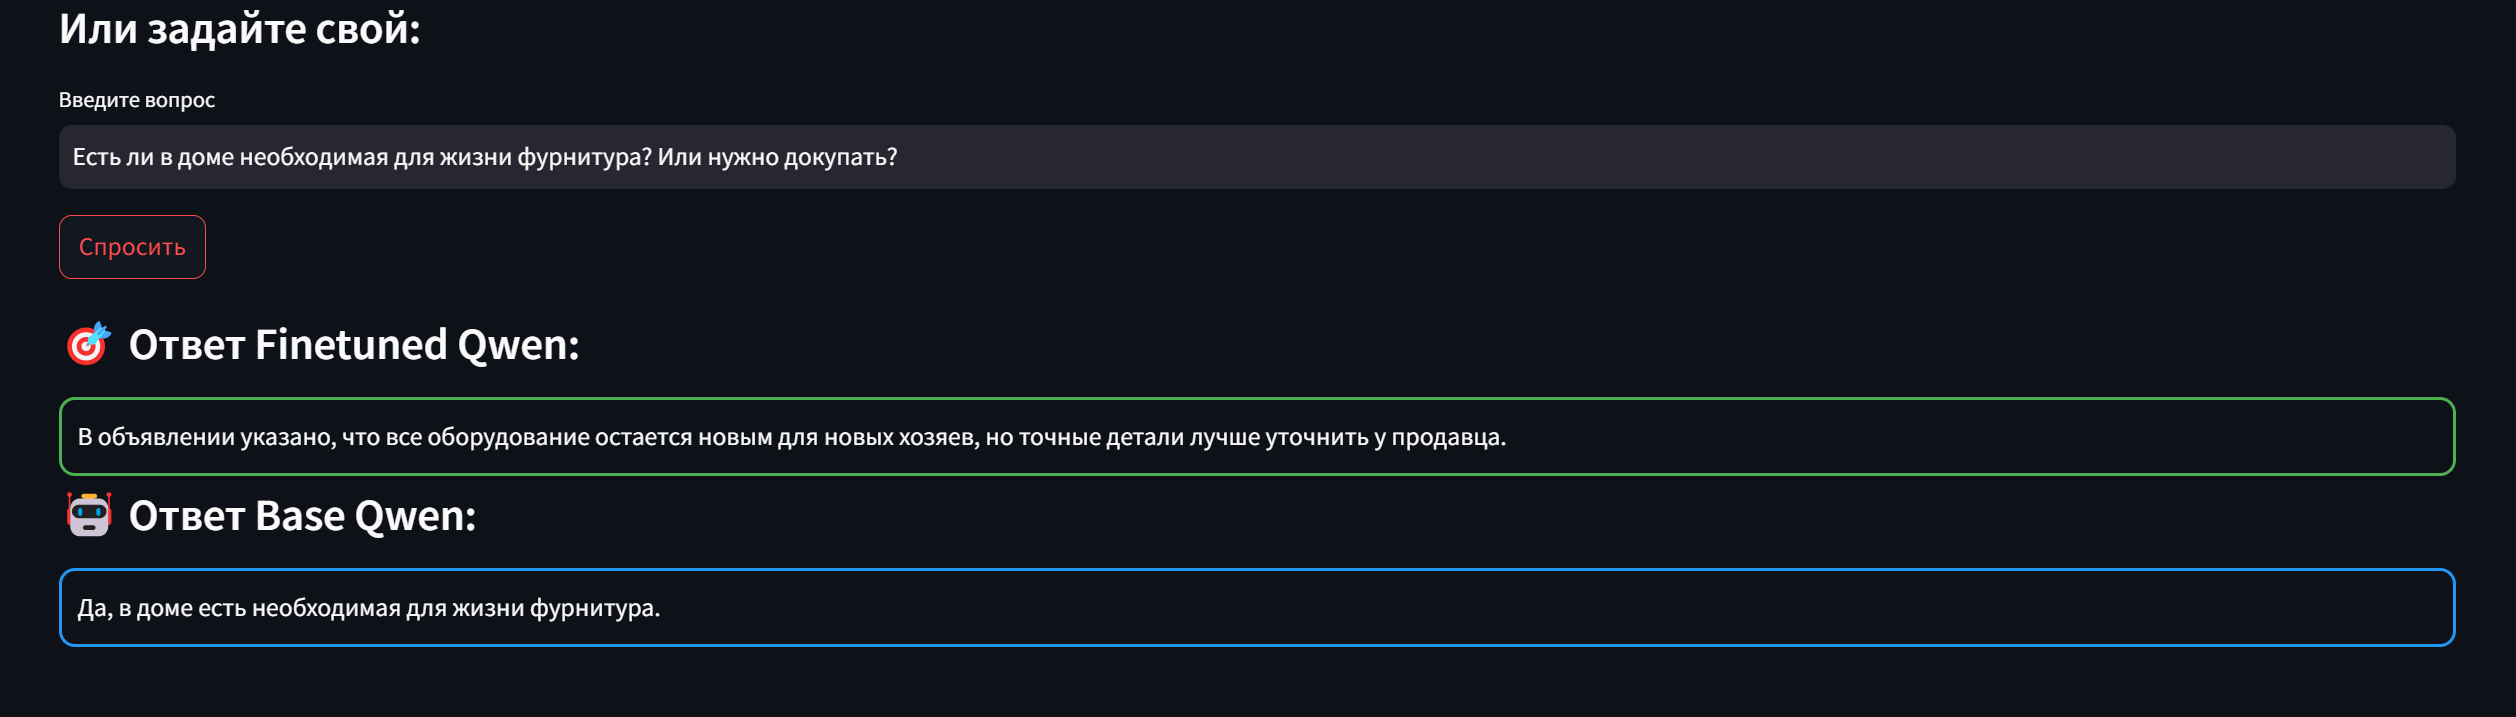 Или задайте свой:
Введите вопрос
Есть ли в доме необходимая для жизни фурнитура? Или нужно докупать?
Спросить
Ответ Finetuned Qwen:
В объявлении указано, что все оборудование остается новым для новых хозяев, но точные детали лучше уточнить у продавца.
Ответ Base Qwen:
Да, в доме есть необходимая для жизни фурнитура.